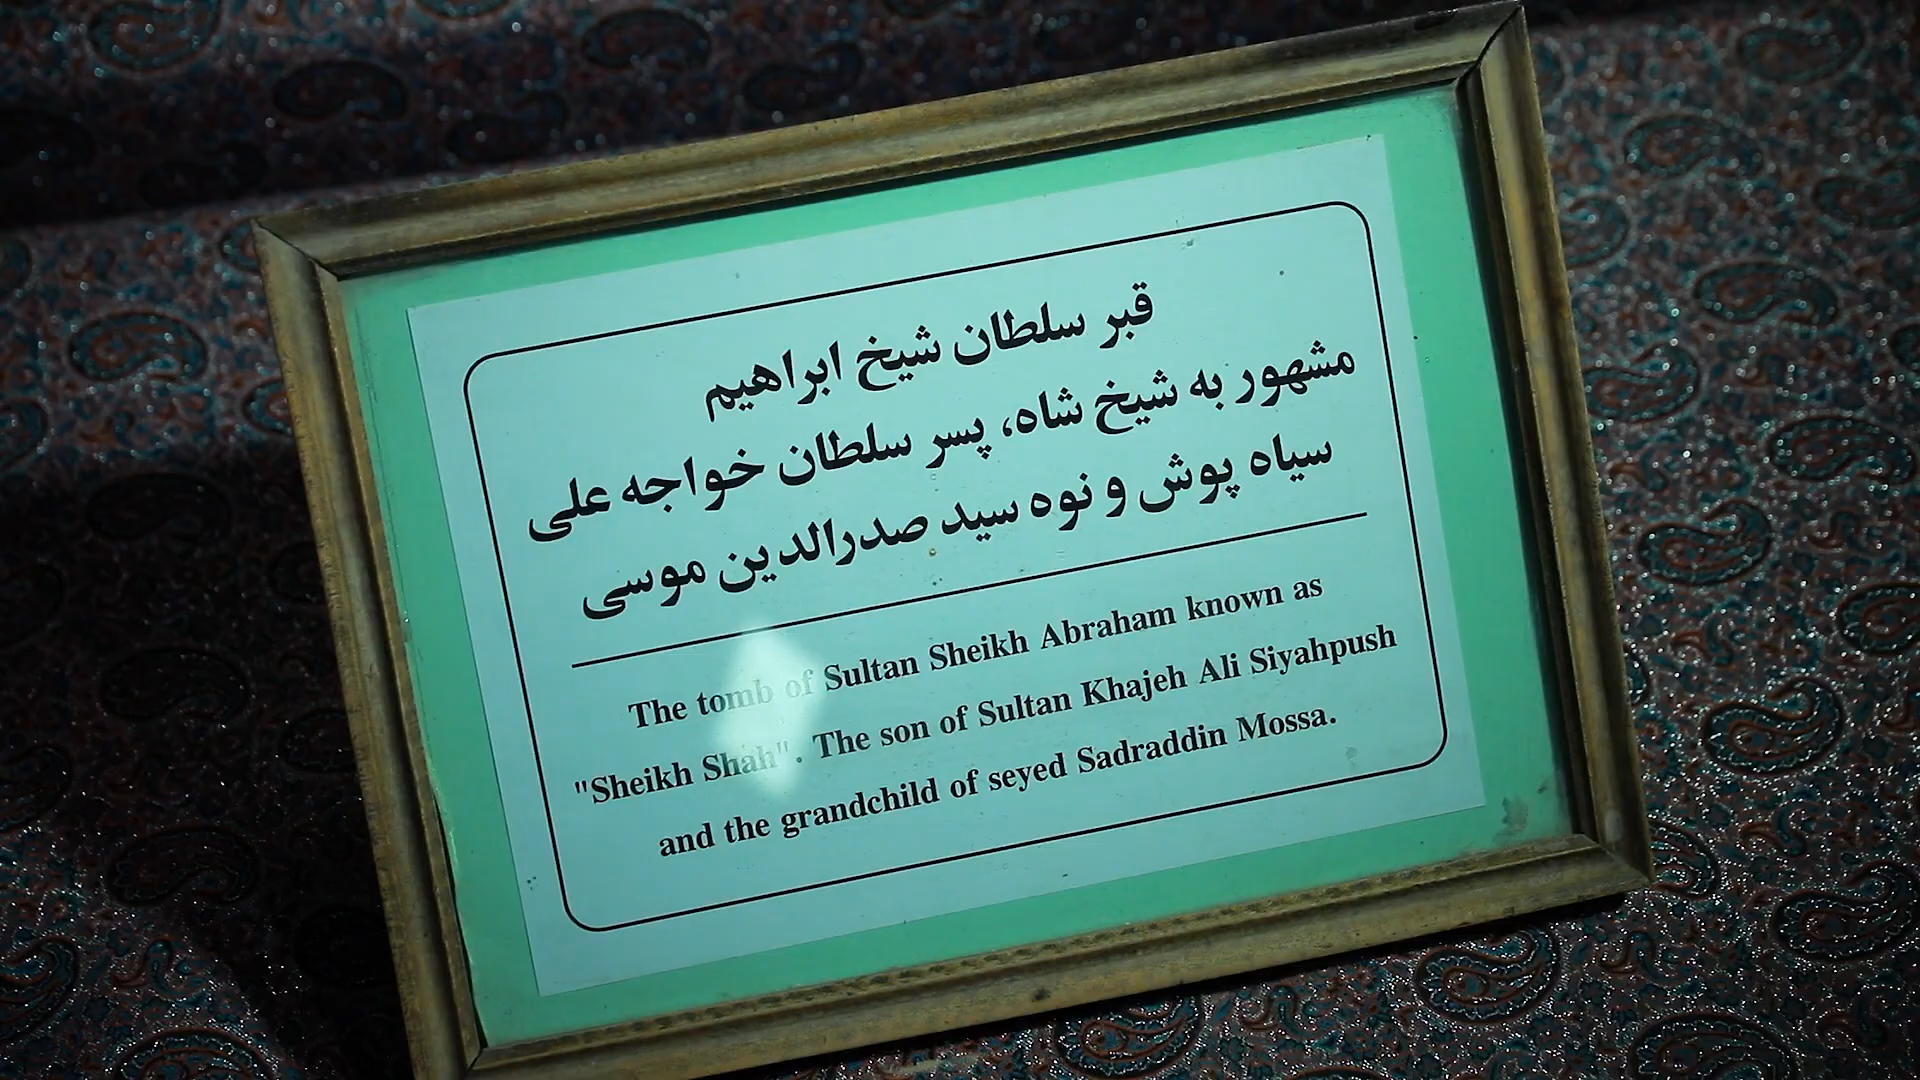 قبر سلطان شیخ ابراهیم
مشهور به شیخ شاه، پسر سلطان خواجه علی
سیاه پوش و نوه سید صدرالدین موسی
The tomb of Sultan Sheikh Abraham known as
"Sheikh Shah". The son of Sultan Khajeh Ali Siyahpush
and the grandchild of seyed Sadraddin Mossa.